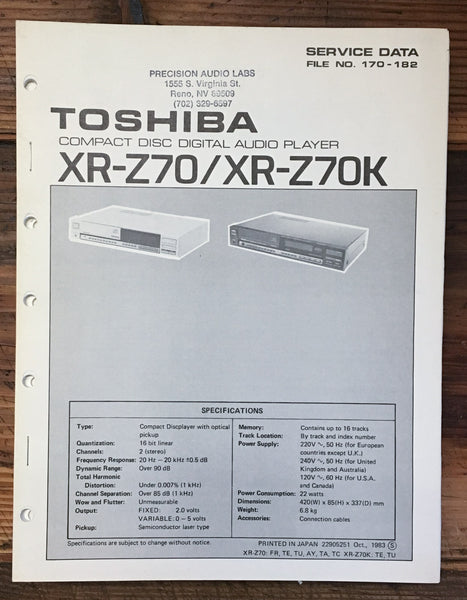 SERVICE DATA
FILE NO. 170-182
PRECISION AUDIO LABS
1555 S. Virginia St.
Reno, NV 89509
(702) 329-6597
TOSHIBA
COMPACT DISC DIGITAL AUDIO PLAYER
XR-Z70/XR-Z70K
SPECIFICATIONS
Type: Compact Discplayer with optical
pickup
Quantization: 16 bit linear
Channels: 2 (stereo)
Frequency Response: 20 Hz – 20 kHz ±0.5 dB
Dynamic Range: Over 90 dB
Total Harmonic
Distortion: Under 0.007% (1 kHz)
Channel Separation: Over 85 dB (1 kHz)
Wow and Flutter: Unmeasurable
Output: FIXED: 2.0 volts
VARIABLE: 0 – 5 volts
Pickup: Semiconductor laser type
Memory: Contains up to 16 tracks
Track Location: By track and index number
Power Supply: 220V ∿, 50 Hz (for European
countries except U.K.)
240V ∿, 50 Hz (for United
Kingdom and Australia)
120V ∿, 60 Hz (for U.S.A.
and Canada)
Power Consumption: 22 watts
Dimensions: 420(W) x 85(H) x 337(D) mm
Weight: 6.8 kg
Accessories: Connection cables
Specifications are subject to change without notice.
PRINTED IN JAPAN 22905251 Oct., 1983 Ⓢ
XR-Z70: FR, TE, TU, AY, TA, TC XR-Z70K: TE, TU